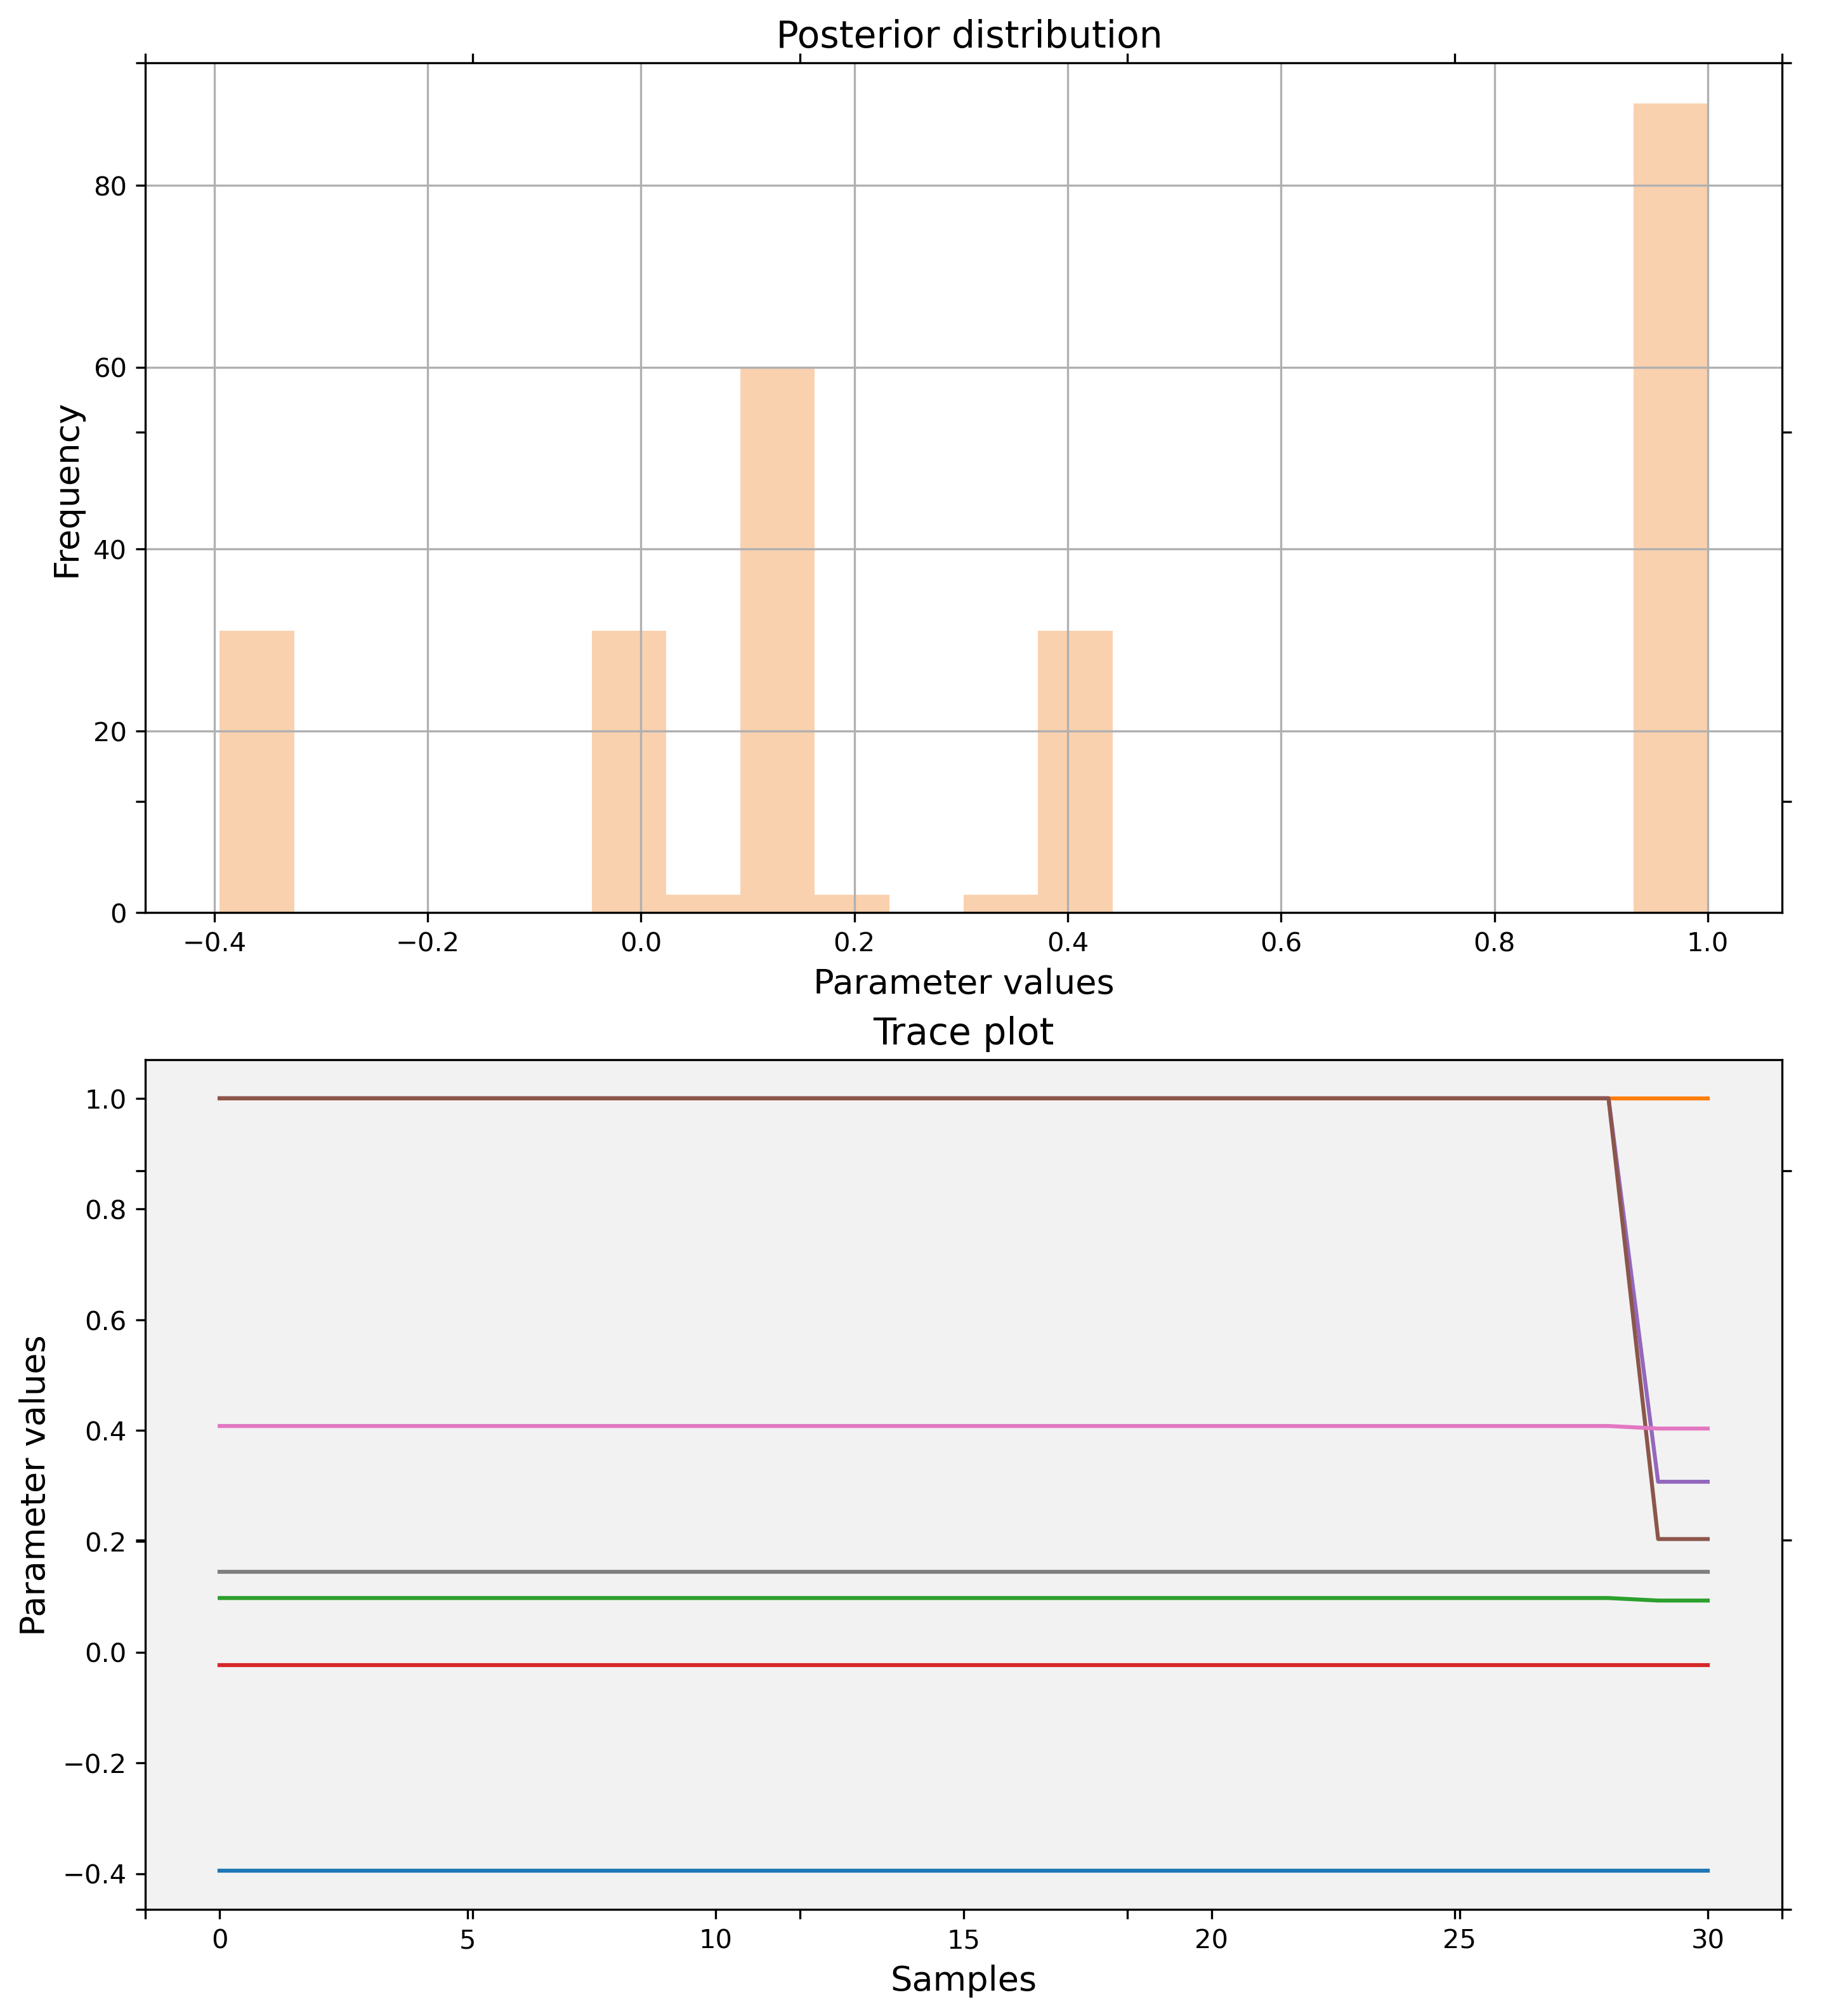 Posterior distribution
80
60
40
20
0
Frequency
−0.4 −0.2 0.0 0.2 0.4 0.6 0.8 1.0
Parameter values
Trace plot
1.0
0.8
0.6
0.4
0.2
0.0
−0.2
−0.4
Parameter values
0 5 10 15 20 25 30
Samples